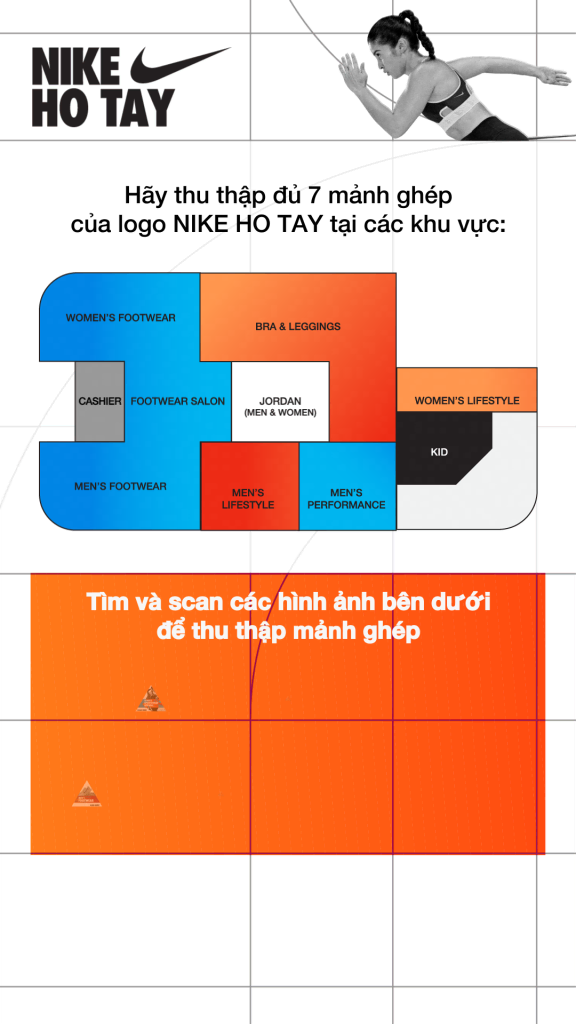 NIKE
HO TAY
Hãy thu thập đủ 7 mảnh ghép
của logo NIKE HO TAY tại các khu vực:
WOMEN'S FOOTWEAR
BRA & LEGGINGS
CASHIER
FOOTWEAR SALON
JORDAN
(MEN & WOMEN)
WOMEN'S LIFESTYLE
KID
MEN'S FOOTWEAR
MEN'S
LIFESTYLE
MEN'S
PERFORMANCE
Tìm và scan các hình ảnh bên dưới
để thu thập mảnh ghép